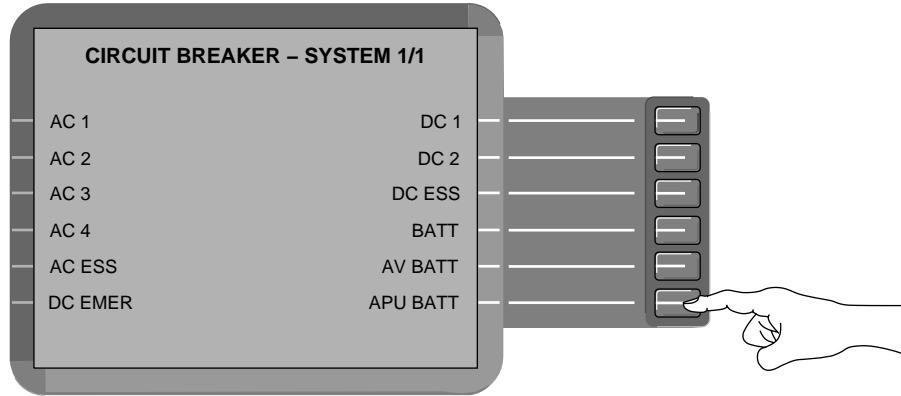 CIRCUIT BREAKER – SYSTEM 1/1
AC 1 DC 1
AC 2 DC 2
AC 3 DC ESS
AC 4 BATT
AC ESS AV BATT
DC EMER APU BATT